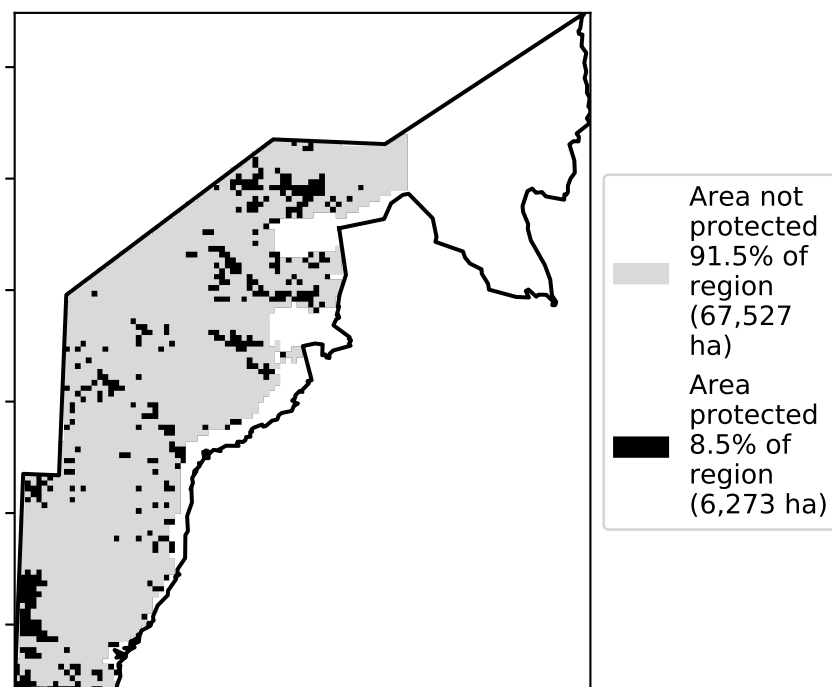 Area not
protected
91.5% of
region
(67,527
ha)
Area
protected
8.5% of
region
(6,273 ha)